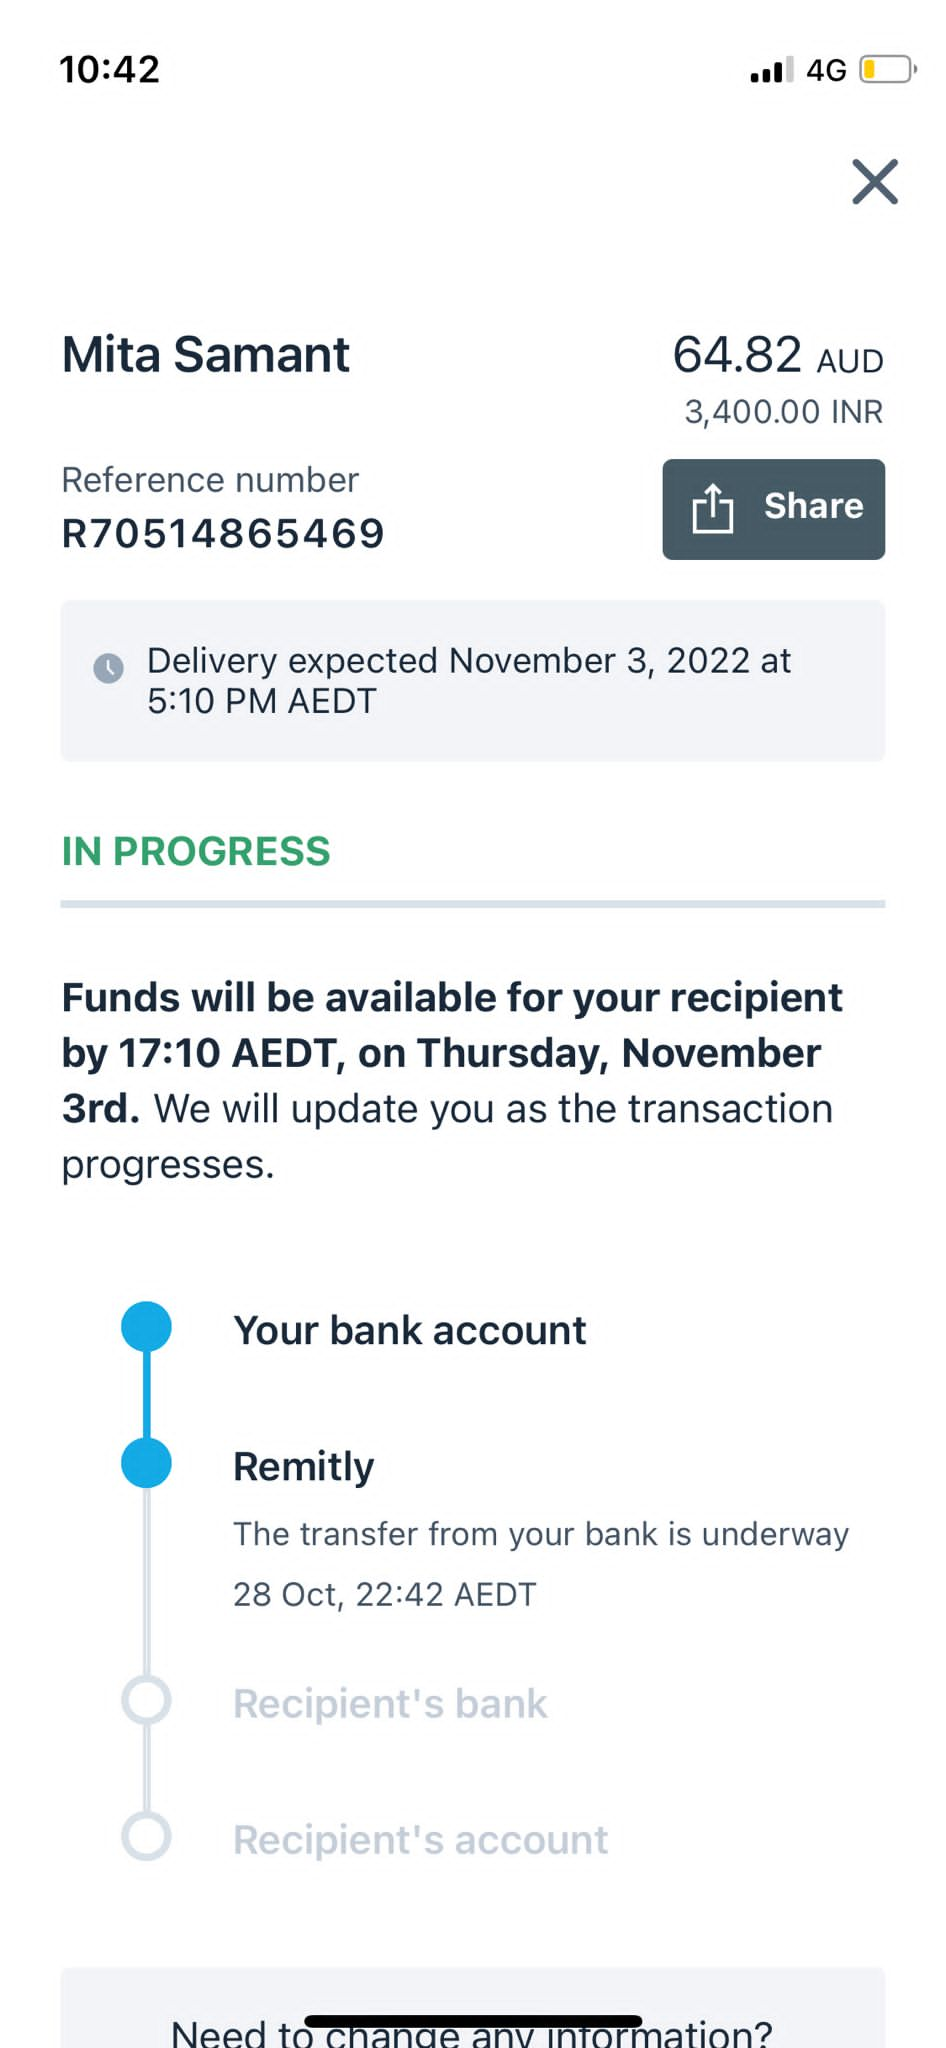 10:42
4G
Mita Samant
64.82 AUD
3,400.00 INR
Reference number
R70514865469
Share
Delivery expected November 3, 2022 at
5:10 PM AEDT
IN PROGRESS
Funds will be available for your recipient
by 17:10 AEDT, on Thursday, November
3rd. We will update you as the transaction
progresses.
Your bank account
Remitly
The transfer from your bank is underway
28 Oct, 22:42 AEDT
Recipient's bank
Recipient's account
Need to change any information?